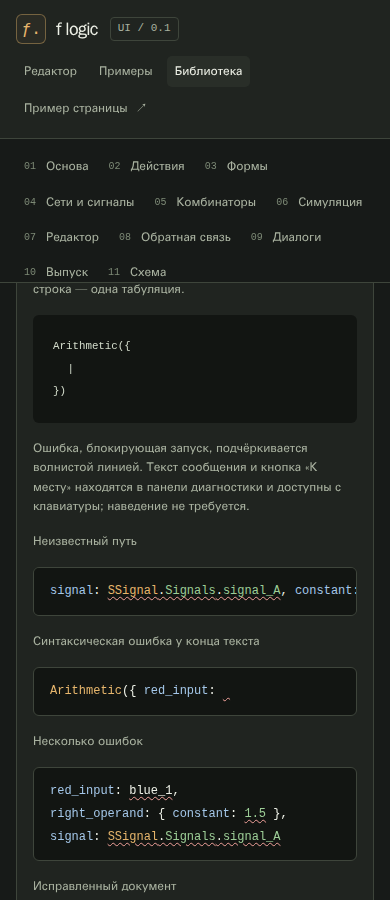 f. f logic UI / 0.1
Редактор Примеры Библиотека
Пример страницы ↗
01 Основа 02 Действия 03 Формы
04 Сети и сигналы 05 Комбинаторы 06 Симуляция
07 Редактор 08 Обратная связь 09 Диалоги
10 Выпуск 11 Схема
строка — одна табуляция.
Arithmetic({
|
})
Ошибка, блокирующая запуск, подчёркивается
волнистой линией. Текст сообщения и кнопка «К
месту» находятся в панели диагностики и доступны с
клавиатуры; наведение не требуется.
Неизвестный путь
signal: SSignal.Signals.signal_A, constant:
Синтаксическая ошибка у конца текста
Arithmetic({ red_input:
Несколько ошибок
red_input: blue_1,
right_operand: { constant: 1.5 },
signal: SSignal.Signals.signal_A
Исправленный документ